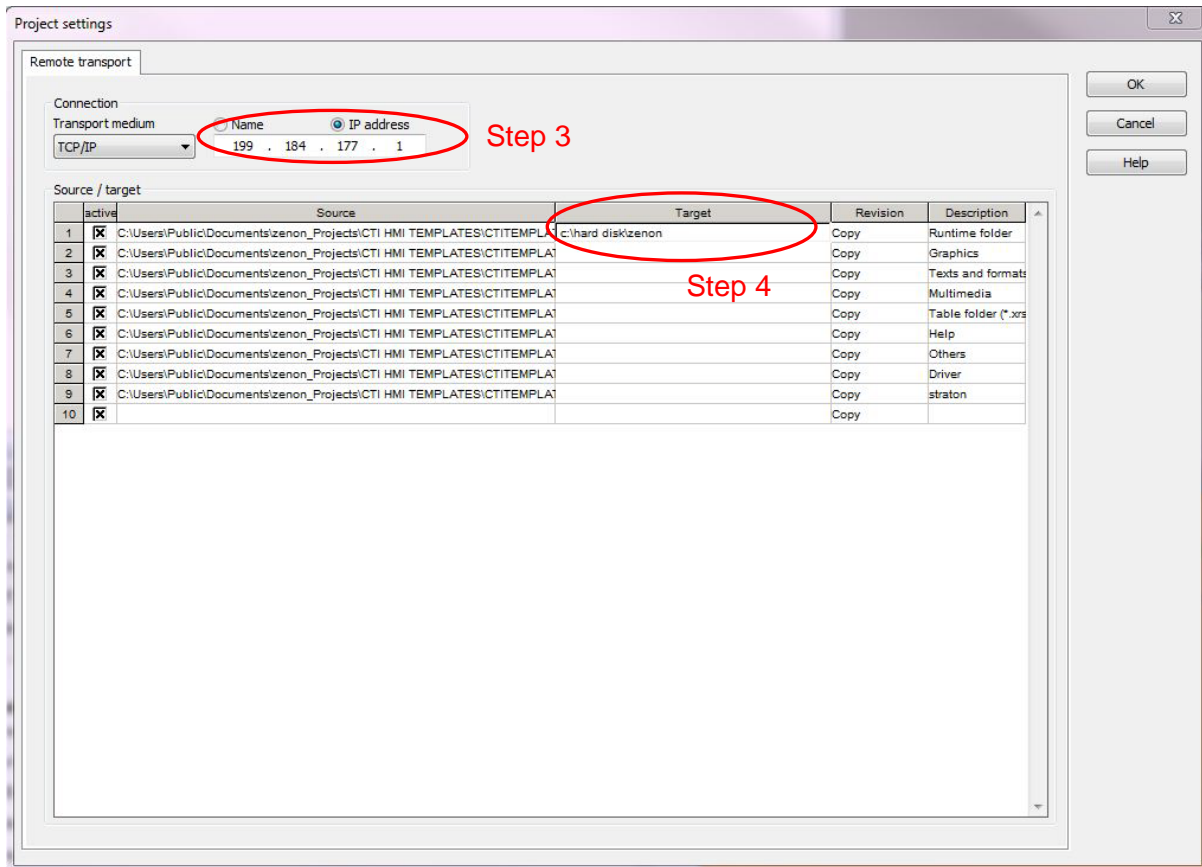 Project settings
Remote transport
OK
Connection
Transport medium Name IP address
TCP/IP 199 . 184 . 177 . 1 Step 3
Cancel
Help
Source / target
active Source Target Revision Description
1 C:\Users\Public\Documents\zenon_Projects\CTI HMI TEMPLATES\CTITEMPLAT c:\hard disk\zenon Copy Runtime folder
2 C:\Users\Public\Documents\zenon_Projects\CTI HMI TEMPLATES\CTITEMPLAT Copy Graphics
3 C:\Users\Public\Documents\zenon_Projects\CTI HMI TEMPLATES\CTITEMPLAT Copy Texts and formats
Step 4
4 C:\Users\Public\Documents\zenon_Projects\CTI HMI TEMPLATES\CTITEMPLAT Copy Multimedia
5 C:\Users\Public\Documents\zenon_Projects\CTI HMI TEMPLATES\CTITEMPLAT Copy Table folder (*.xrs
6 C:\Users\Public\Documents\zenon_Projects\CTI HMI TEMPLATES\CTITEMPLAT Copy Help
7 C:\Users\Public\Documents\zenon_Projects\CTI HMI TEMPLATES\CTITEMPLAT Copy Others
8 C:\Users\Public\Documents\zenon_Projects\CTI HMI TEMPLATES\CTITEMPLAT Copy Driver
9 C:\Users\Public\Documents\zenon_Projects\CTI HMI TEMPLATES\CTITEMPLAT Copy straton
10 Copy